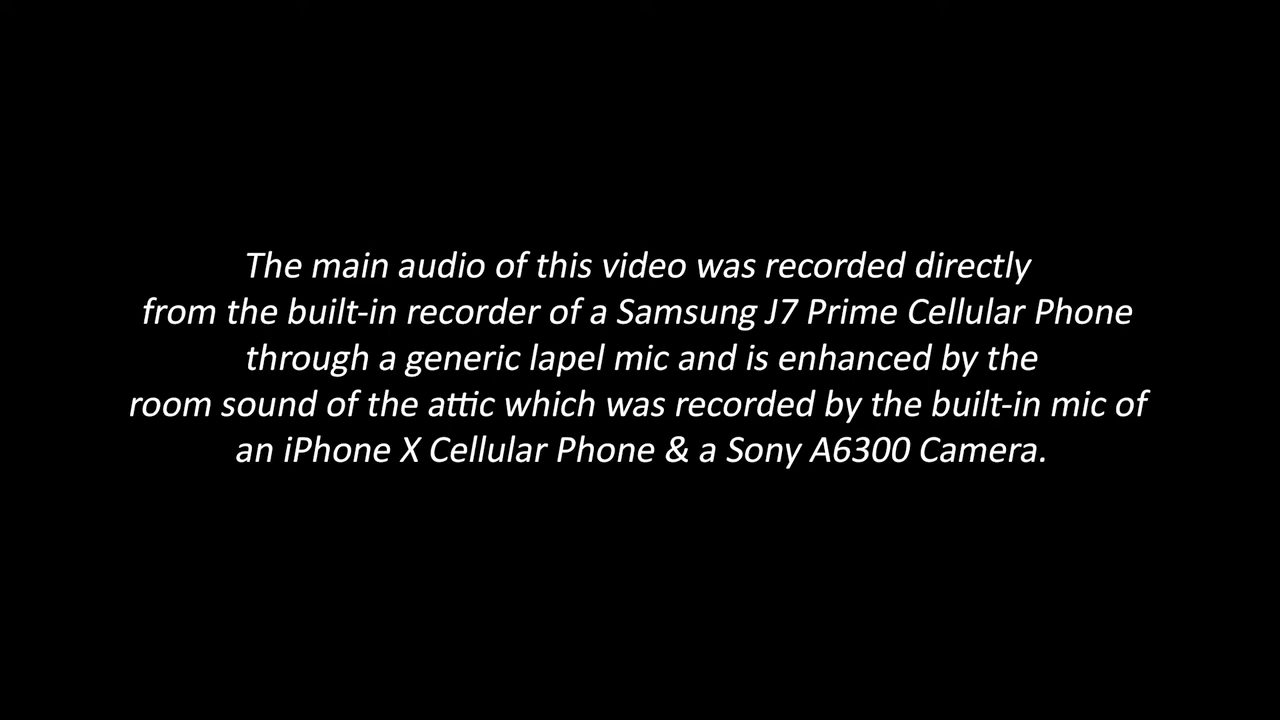 The main audio of this video was recorded directly
from the built-in recorder of a Samsung J7 Prime Cellular Phone
through a generic lapel mic and is enhanced by the
room sound of the attic which was recorded by the built-in mic of
an iPhone X Cellular Phone & a Sony A6300 Camera.